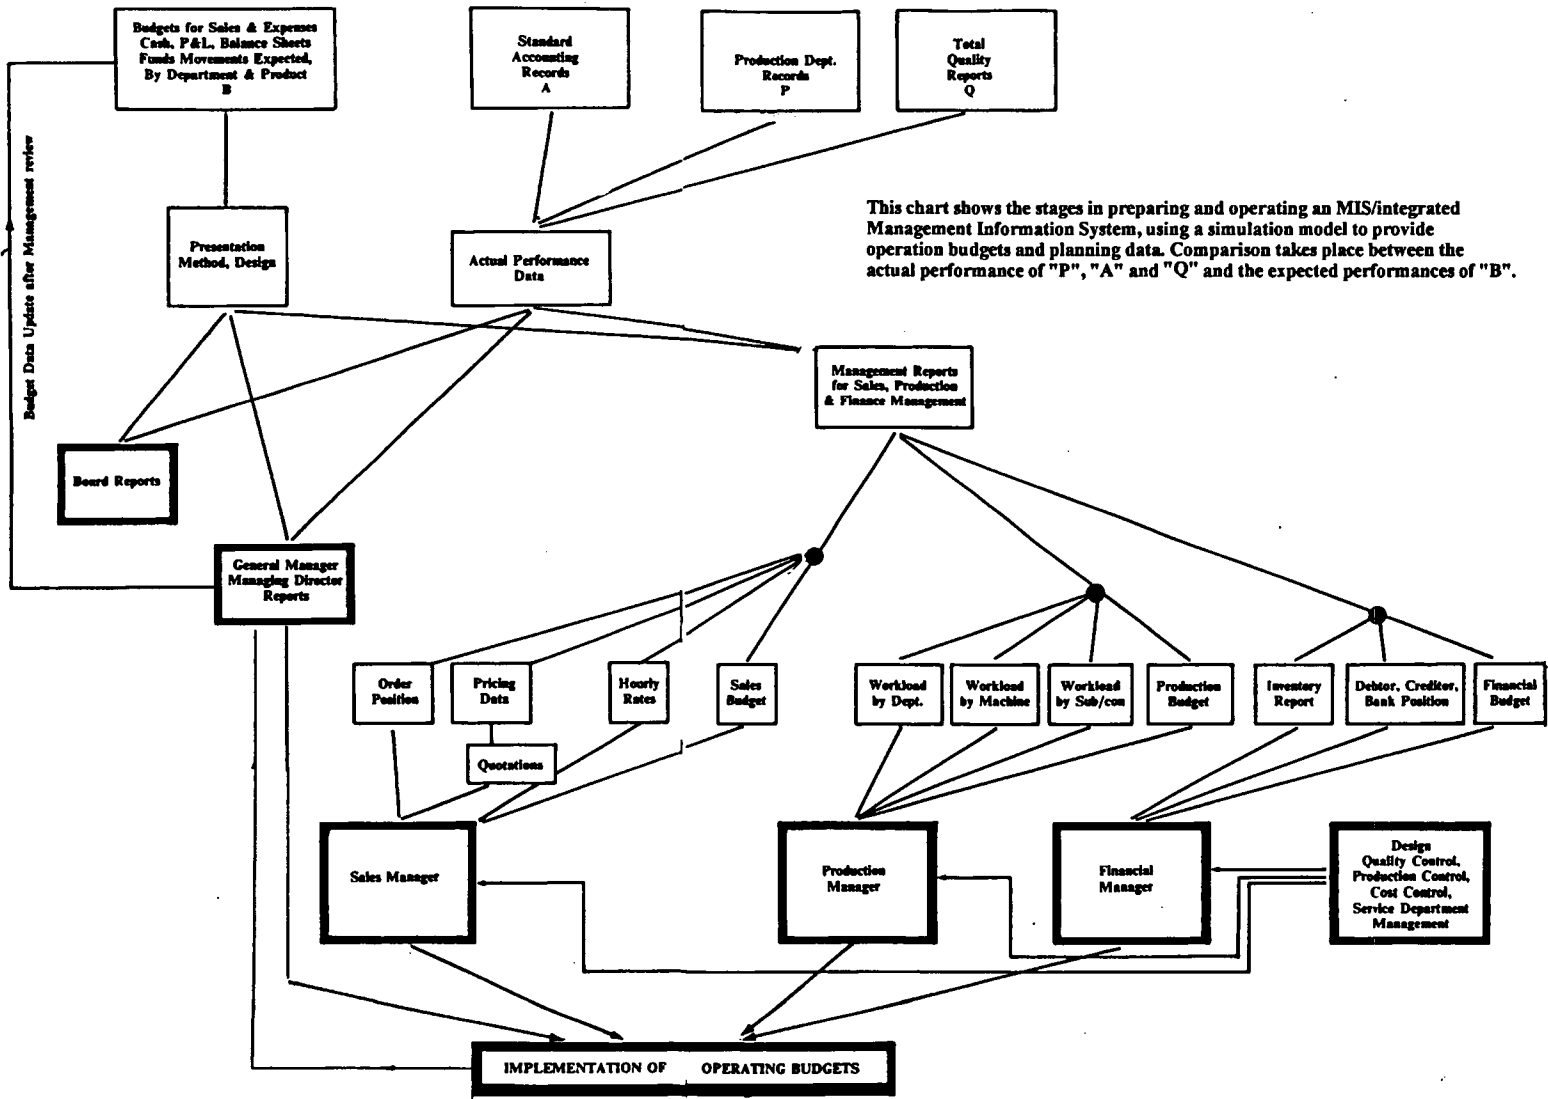 Budgets for Sales & Expenses
Cash, P&L, Balance Sheets
Funds Movements Expected,
By Department & Product
B
Standard
Accounting
Records
A
Production Dept.
Records
P
Total
Quality
Reports
Q
Budget Data Update after Management review
This chart shows the stages in preparing and operating an MIS/integrated
Management Information System, using a simulation model to provide
operation budgets and planning data. Comparison takes place between the
actual performance of "P", "A" and "Q" and the expected performances of "B".
Presentation
Method, Design
Actual Performance
Data
Management Reports
for Sales, Production
& Finance Management
Board Reports
General Manager
Managing Director
Reports
Order
Position
Pricing
Data
Hourly
Rates
Sales
Budget
Workload
by Dept.
Workload
by Machine
Workload
by Sub/con
Production
Budget
Inventory
Report
Debtor, Creditor,
Bank Position
Financial
Budget
Quotations
Sales Manager
Production
Manager
Financial
Manager
Design
Quality Control,
Production Control,
Cost Control,
Service Department
Management
IMPLEMENTATION OF OPERATING BUDGETS